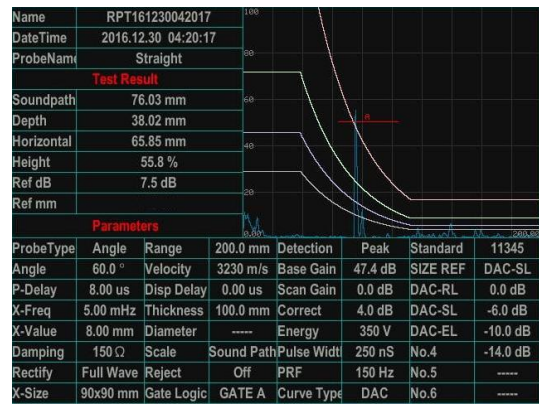 Name RPT161230042017
DateTime 2016.12.30 04:20:17
ProbeName Straight
Test Result
Soundpath 76.03 mm
Depth 38.02 mm
Horizontal 65.85 mm
Height 55.8 %
Ref dB 7.5 dB
Ref mm
100
80
60
40
20
0.00
200.00
A
Parameters
ProbeType Angle Range 200.0 mm Detection Peak Standard 11345
Angle 60.0 ° Velocity 3230 m/s Base Gain 47.4 dB SIZE REF DAC-SL
P-Delay 8.00 us Disp Delay 0.00 us Scan Gain 0.0 dB DAC-RL 0.0 dB
X-Freq 5.00 mHz Thickness 100.0 mm Correct 4.0 dB DAC-SL -6.0 dB
X-Value 8.00 mm Diameter ----- Energy 350 V DAC-EL -10.0 dB
Damping 150 Ω Scale Sound Path Pulse Widt 250 nS No.4 -14.0 dB
Rectify Full Wave Reject Off PRF 150 Hz No.5 -----
X-Size 90x90 mm Gate Logic GATE A Curve Type DAC No.6 -----